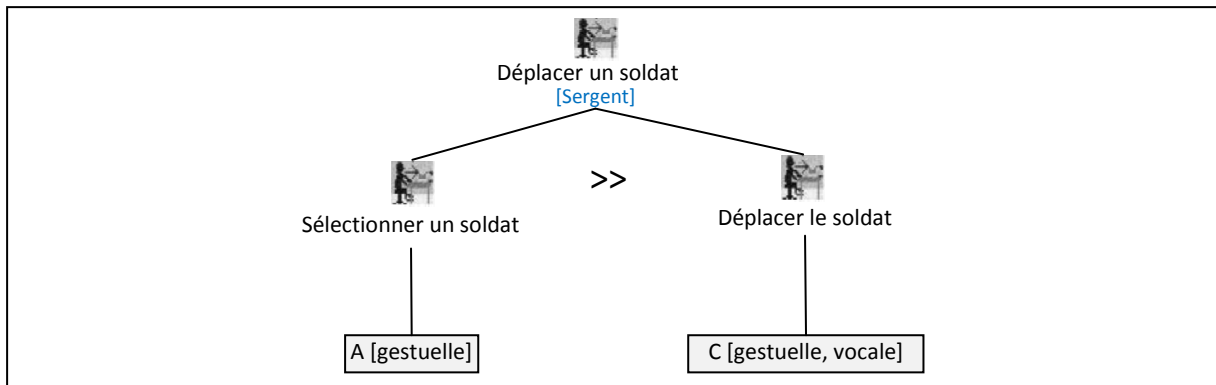 Déplacer un soldat
[Sergent]
>>
Sélectionner un soldat
Déplacer le soldat
A [gestuelle]
C [gestuelle, vocale]